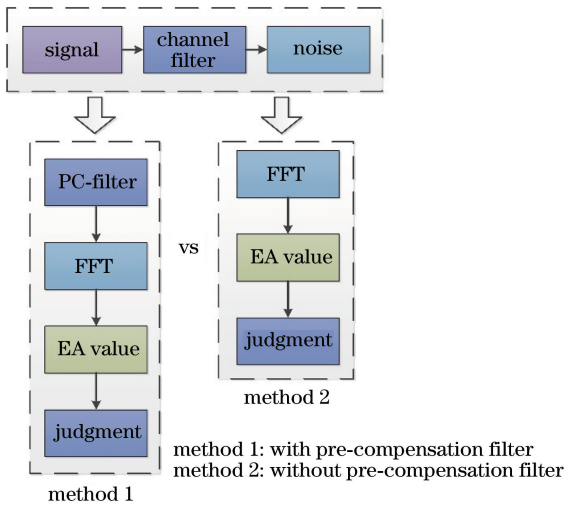 signal
channel
filter
noise
PC-filter
FFT
EA value
judgment
method 1
vs
FFT
EA value
judgment
method 2
method 1: with pre-compensation filter
method 2: without pre-compensation filter